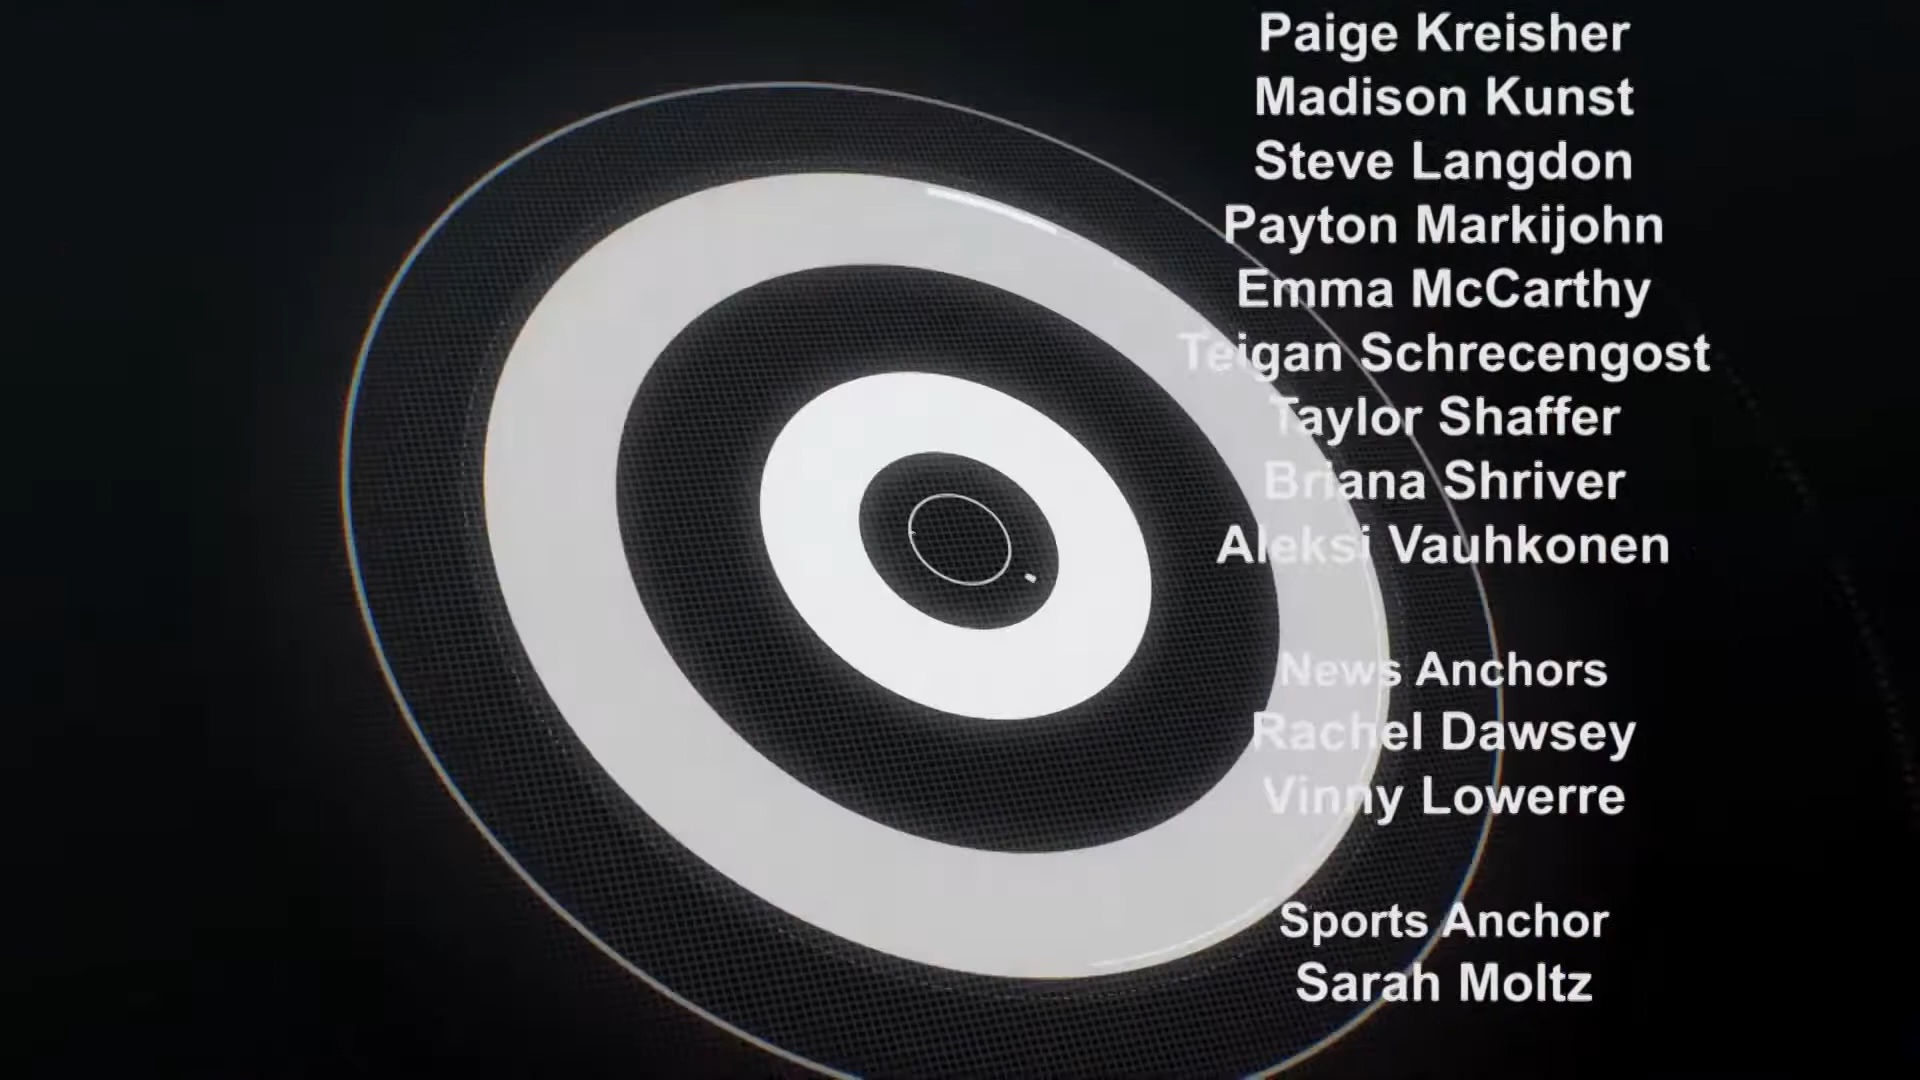 Paige Kreisher
Madison Kunst
Steve Langdon
Payton Markijohn
Emma McCarthy
Teigan Schrecengost
Taylor Shaffer
Briana Shriver
Aleksi Vauhkonen
News Anchors
Rachel Dawsey
Vinny Lowerre
Sports Anchor
Sarah Moltz